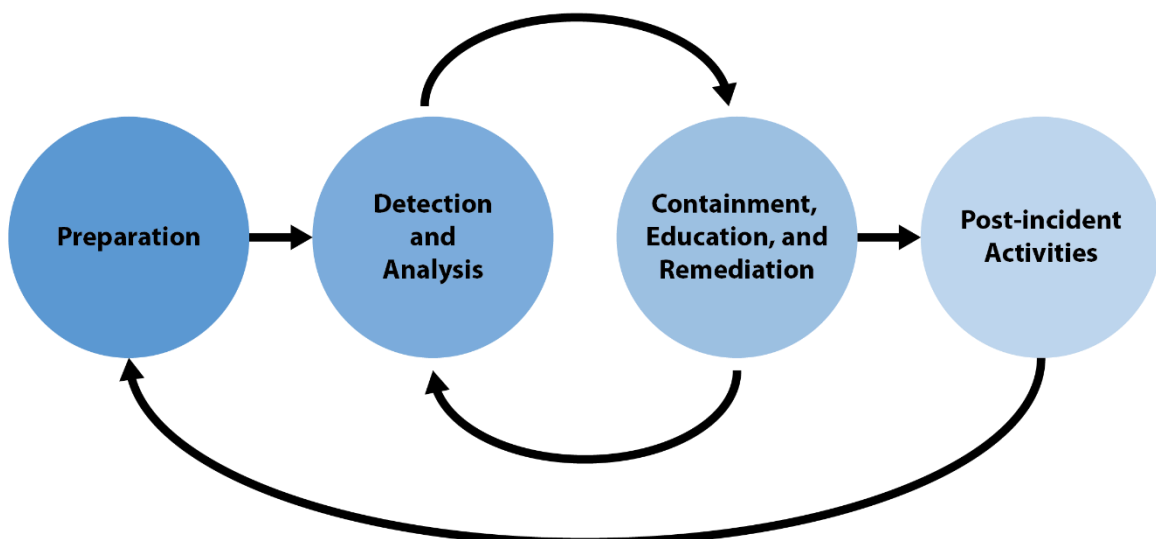 Preparation
Detection
and
Analysis
Containment,
Education, and
Remediation
Post-incident
Activities